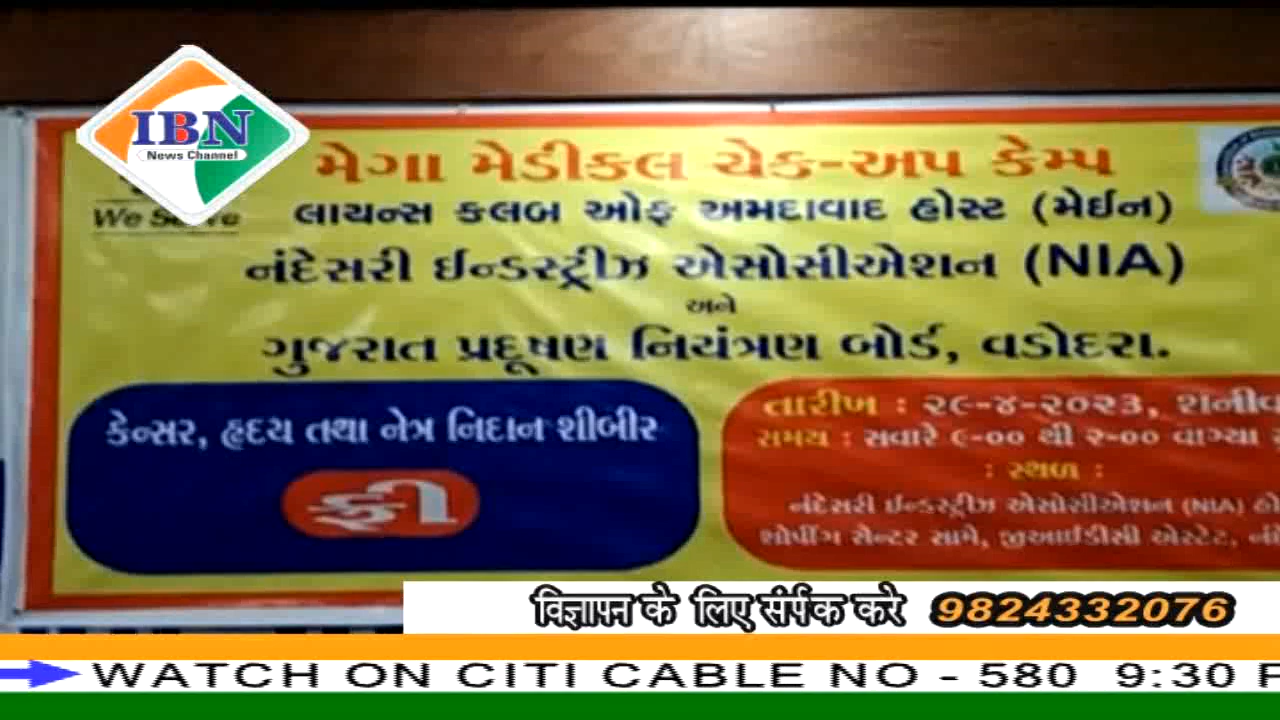 IBN
News Channel
મેગા મેડીકલ ચેક-અપ કેમ્પ
We Serve
લાયન્સ કલબ ઓફ અમદાવાદ હોસ્ટ (મેઈન)
નંદેસરી ઈન્ડસ્ટ્રીઝ એસોસીએશન (NIA)
અને
ગુજરાત પ્રદૂષણ નિયંત્રણ બોર્ડ, વડોદરા.
કેન્સર, હૃદય તથા નેત્ર નિદાન શીબીર
ફ્રી
તારીખ : ૨૯-૪-૨૦૨૩,
સમય : સવારે ૯-૦૦ થી ૨-૦૦ વાગ્યા
: સ્થળ :
નંદેસરી ઈન્ડસ્ટ્રીઝ એસોસીએશન (NIA)
શોપીંગ સેન્ટર સામે, જીઆઈડીસી એસ્ટેટ,
विज्ञापन के लिए संर्पक करे 9824332076
WATCH ON CITI CABLE NO - 580 9:30